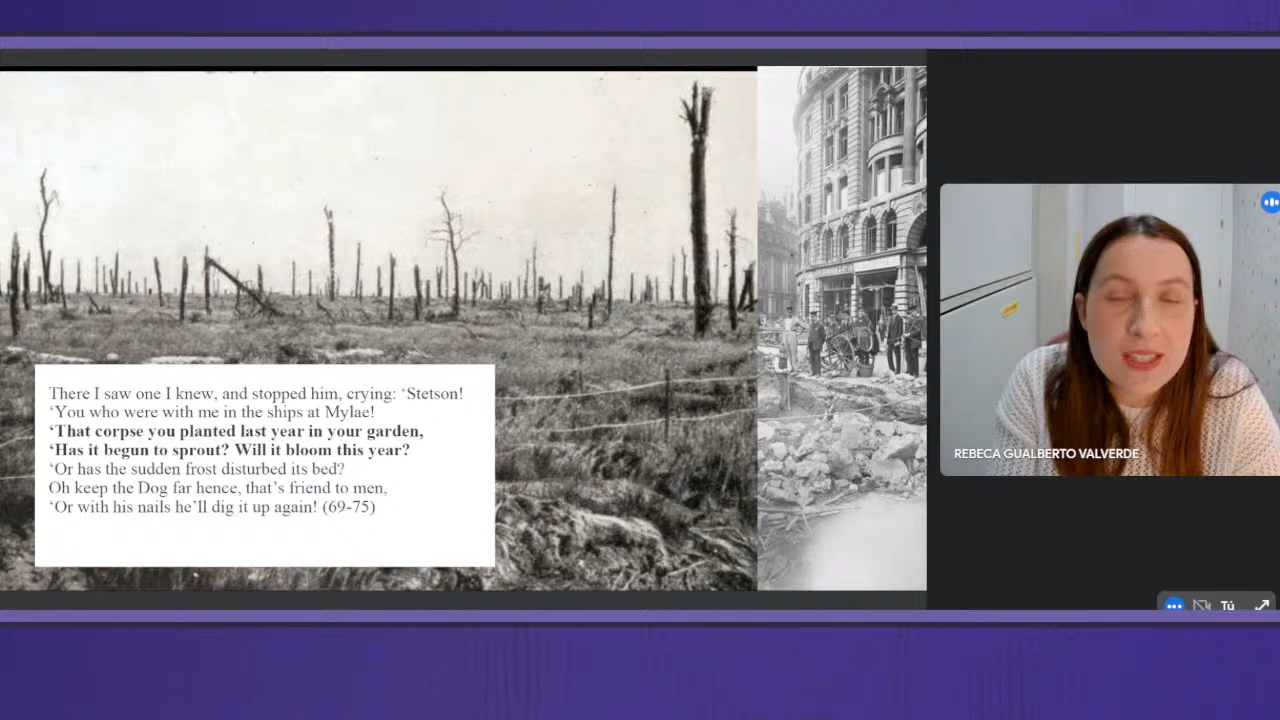 There I saw one I knew, and stopped him, crying: ‘Stetson!
‘You who were with me in the ships at Mylae!
‘That corpse you planted last year in your garden,
‘Has it begun to sprout? Will it bloom this year?
‘Or has the sudden frost disturbed its bed?
Oh keep the Dog far hence, that’s friend to men,
‘Or with his nails he’ll dig it up again! (69-75)
REBECA GUALBERTO VALVERDE
Tú